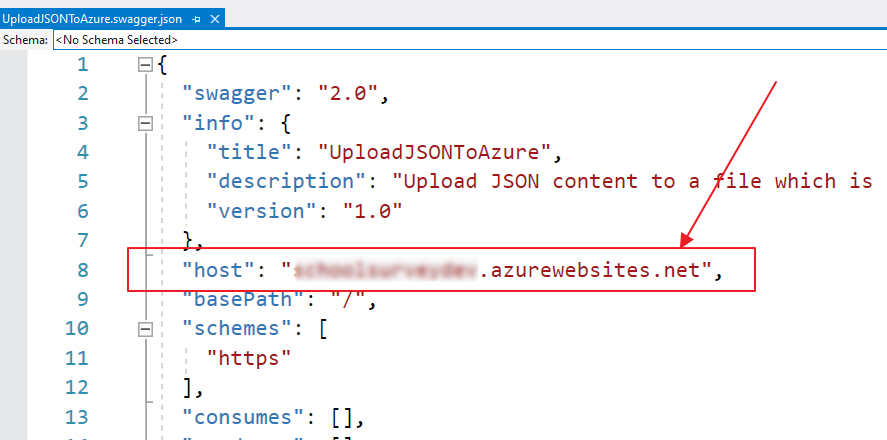 UploadJSONToAzure.swagger.json
Schema: <No Schema Selected>
1 {
2 "swagger": "2.0",
3 "info": {
4 "title": "UploadJSONToAzure",
5 "description": "Upload JSON content to a file which is
6 "version": "1.0"
7 },
8 "host": " .azurewebsites.net",
9 "basePath": "/",
10 "schemes": [
11 "https"
12 ],
13 "consumes": [],